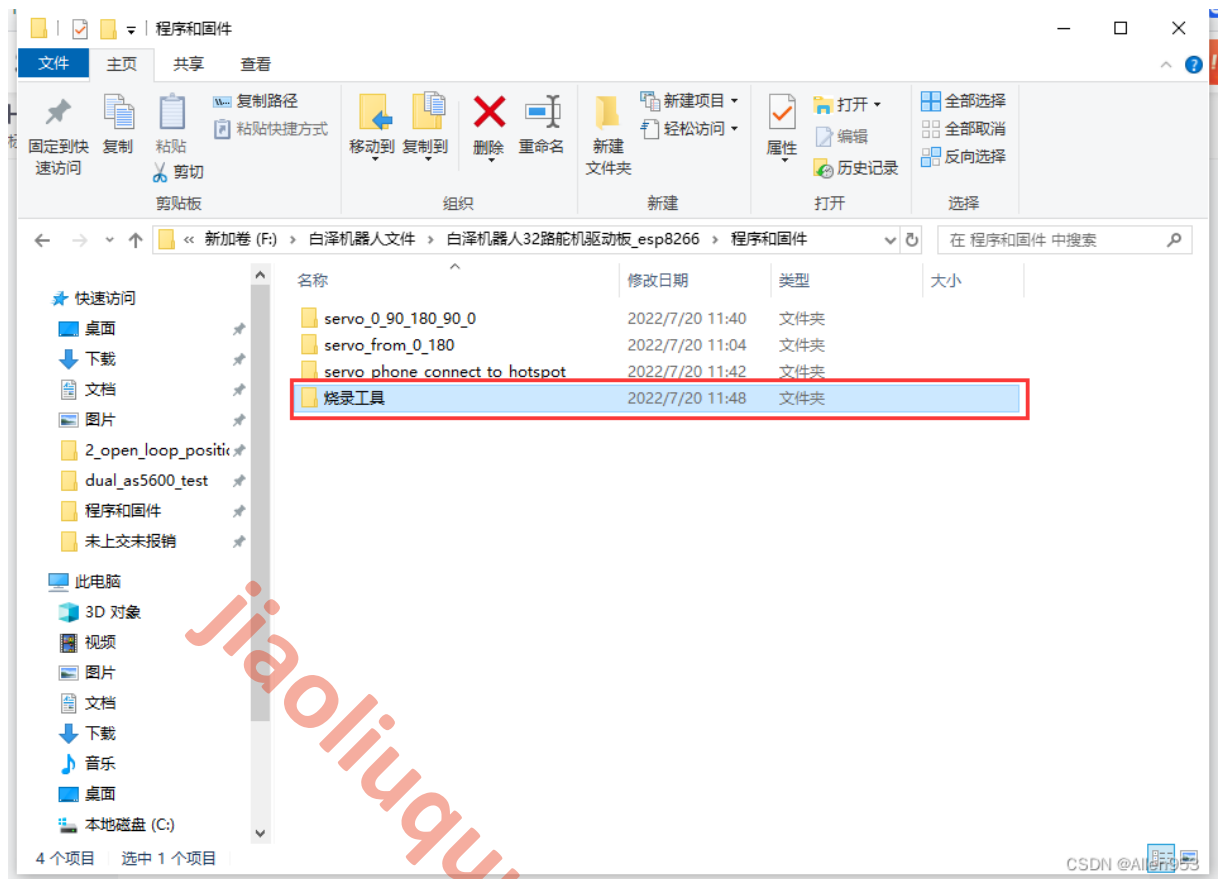 程序和固件
文件 主页 共享 查看
固定到快速访问
复制
粘贴
复制路径
粘贴快捷方式
剪切
剪贴板
移动到
复制到
删除
重命名
组织
新建文件夹
新建项目
轻松访问
新建
属性
打开
编辑
历史记录
打开
全部选择
全部取消
反向选择
选择
« 新加卷 (F:) › 白泽机器人文件 › 白泽机器人32路舵机驱动板_esp8266 › 程序和固件
在 程序和固件 中搜索
名称 修改日期 类型 大小
servo_0_90_180_90_0 2022/7/20 11:40 文件夹
servo_from_0_180 2022/7/20 11:04 文件夹
servo phone connect to hotspot 2022/7/20 11:42 文件夹
烧录工具 2022/7/20 11:48 文件夹
快速访问
桌面
下载
文档
图片
2_open_loop_positi
dual_as5600_test
程序和固件
未上交未报销
此电脑
3D 对象
视频
图片
文档
下载
音乐
桌面
本地磁盘 (C:)
4 个项目 选中 1 个项目
jiaoliuqu
CSDN @Allen953